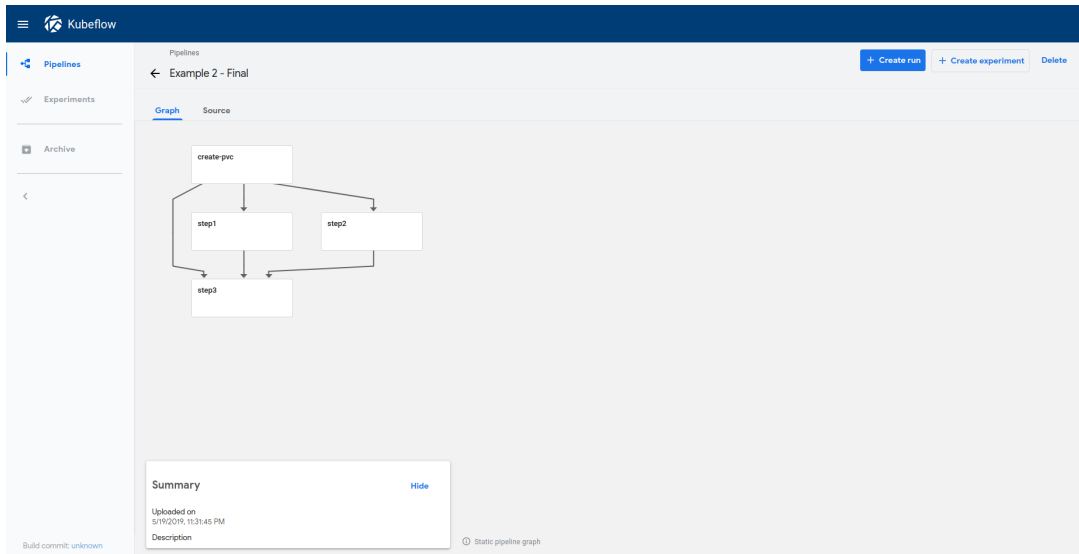 Kubeflow
Pipelines
Experiments
Archive
Build commit: unknown
Pipelines
Example 2 - Final
+ Create run
+ Create experiment
Delete
Graph
Source
create-pvc
step1
step2
step3
Summary
Hide
Uploaded on
5/19/2019, 11:31:45 PM
Description
Static pipeline graph